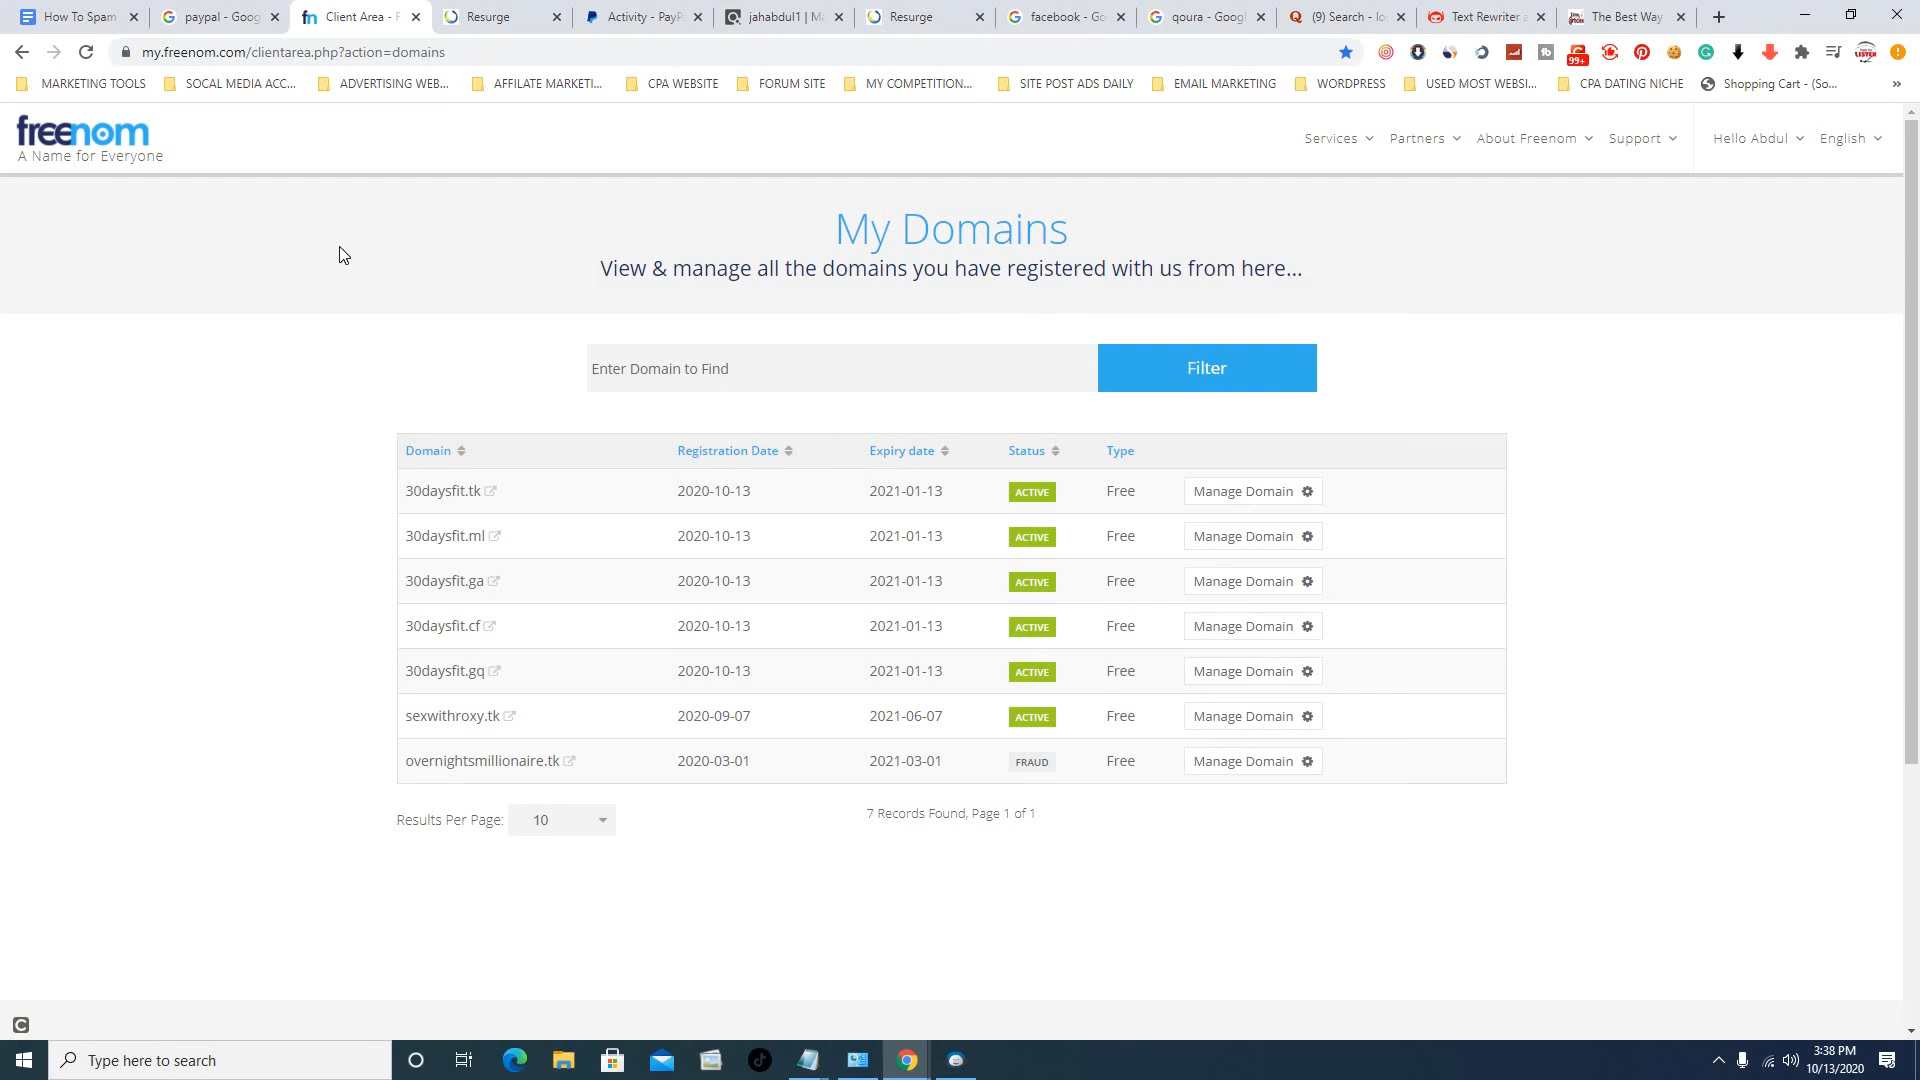 How To Spam
paypal - Goog
Client Area - F
Resurge
Activity - PayP
jahabdul1 | Ma
Resurge
facebook - Go
qoura - Googl
(9) Search - lo
Text Rewriter a
The Best Way
my.freenom.com/clientarea.php?action=domains
99+
MARKETING TOOLS
SOCAL MEDIA ACC...
ADVERTISING WEB...
AFFILATE MARKETI...
CPA WEBSITE
FORUM SITE
MY COMPETITION...
SITE POST ADS DAILY
EMAIL MARKETING
WORDPRESS
USED MOST WEBSI...
CPA DATING NICHE
Shopping Cart - (So...
freenom
A Name for Everyone
Services
Partners
About Freenom
Support
Hello Abdul
English
My Domains
View & manage all the domains you have registered with us from here...
Enter Domain to Find
Filter
Domain Registration Date Expiry date Status Type
30daysfit.tk 2020-10-13 2021-01-13 ACTIVE Free Manage Domain
30daysfit.ml 2020-10-13 2021-01-13 ACTIVE Free Manage Domain
30daysfit.ga 2020-10-13 2021-01-13 ACTIVE Free Manage Domain
30daysfit.cf 2020-10-13 2021-01-13 ACTIVE Free Manage Domain
30daysfit.gq 2020-10-13 2021-01-13 ACTIVE Free Manage Domain
sexwithroxy.tk 2020-09-07 2021-06-07 ACTIVE Free Manage Domain
overnightsmillionaire.tk 2020-03-01 2021-03-01 FRAUD Free Manage Domain
Results Per Page: 10
7 Records Found, Page 1 of 1
Type here to search
3:38 PM
10/13/2020